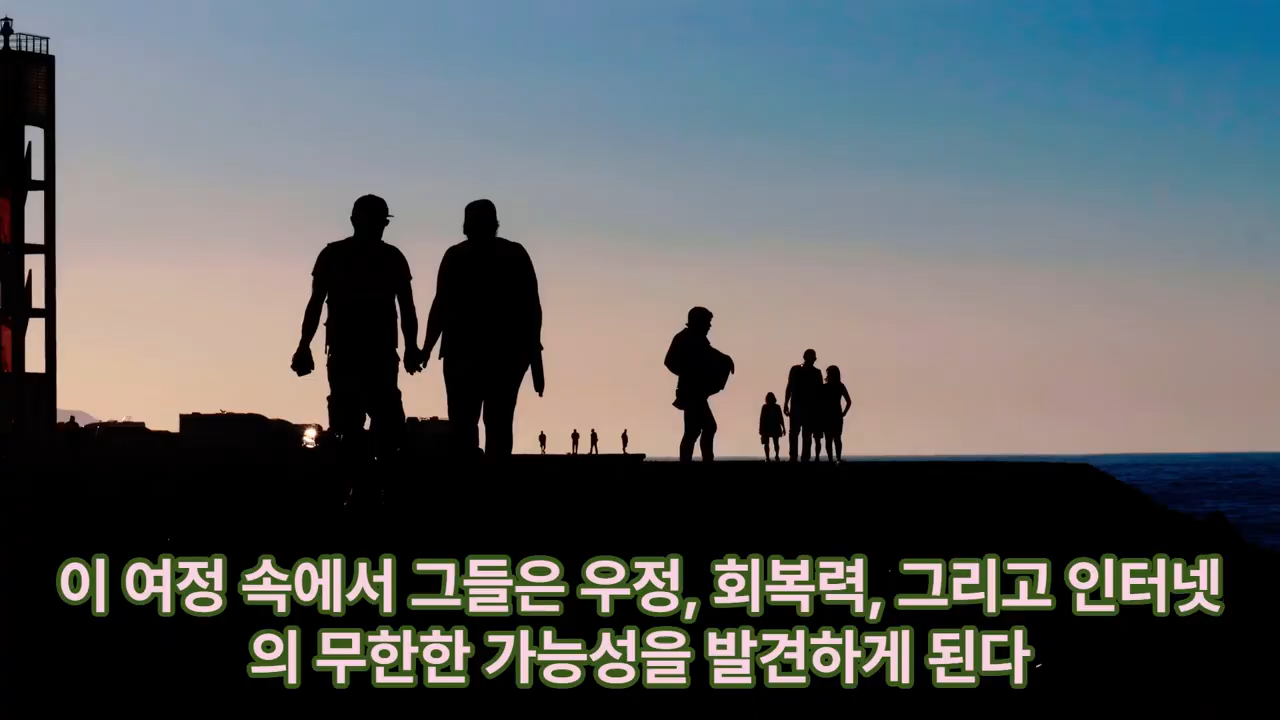 이 여정 속에서 그들은 우정, 회복력, 그리고 인터넷
의 무한한 가능성을 발견하게 된다